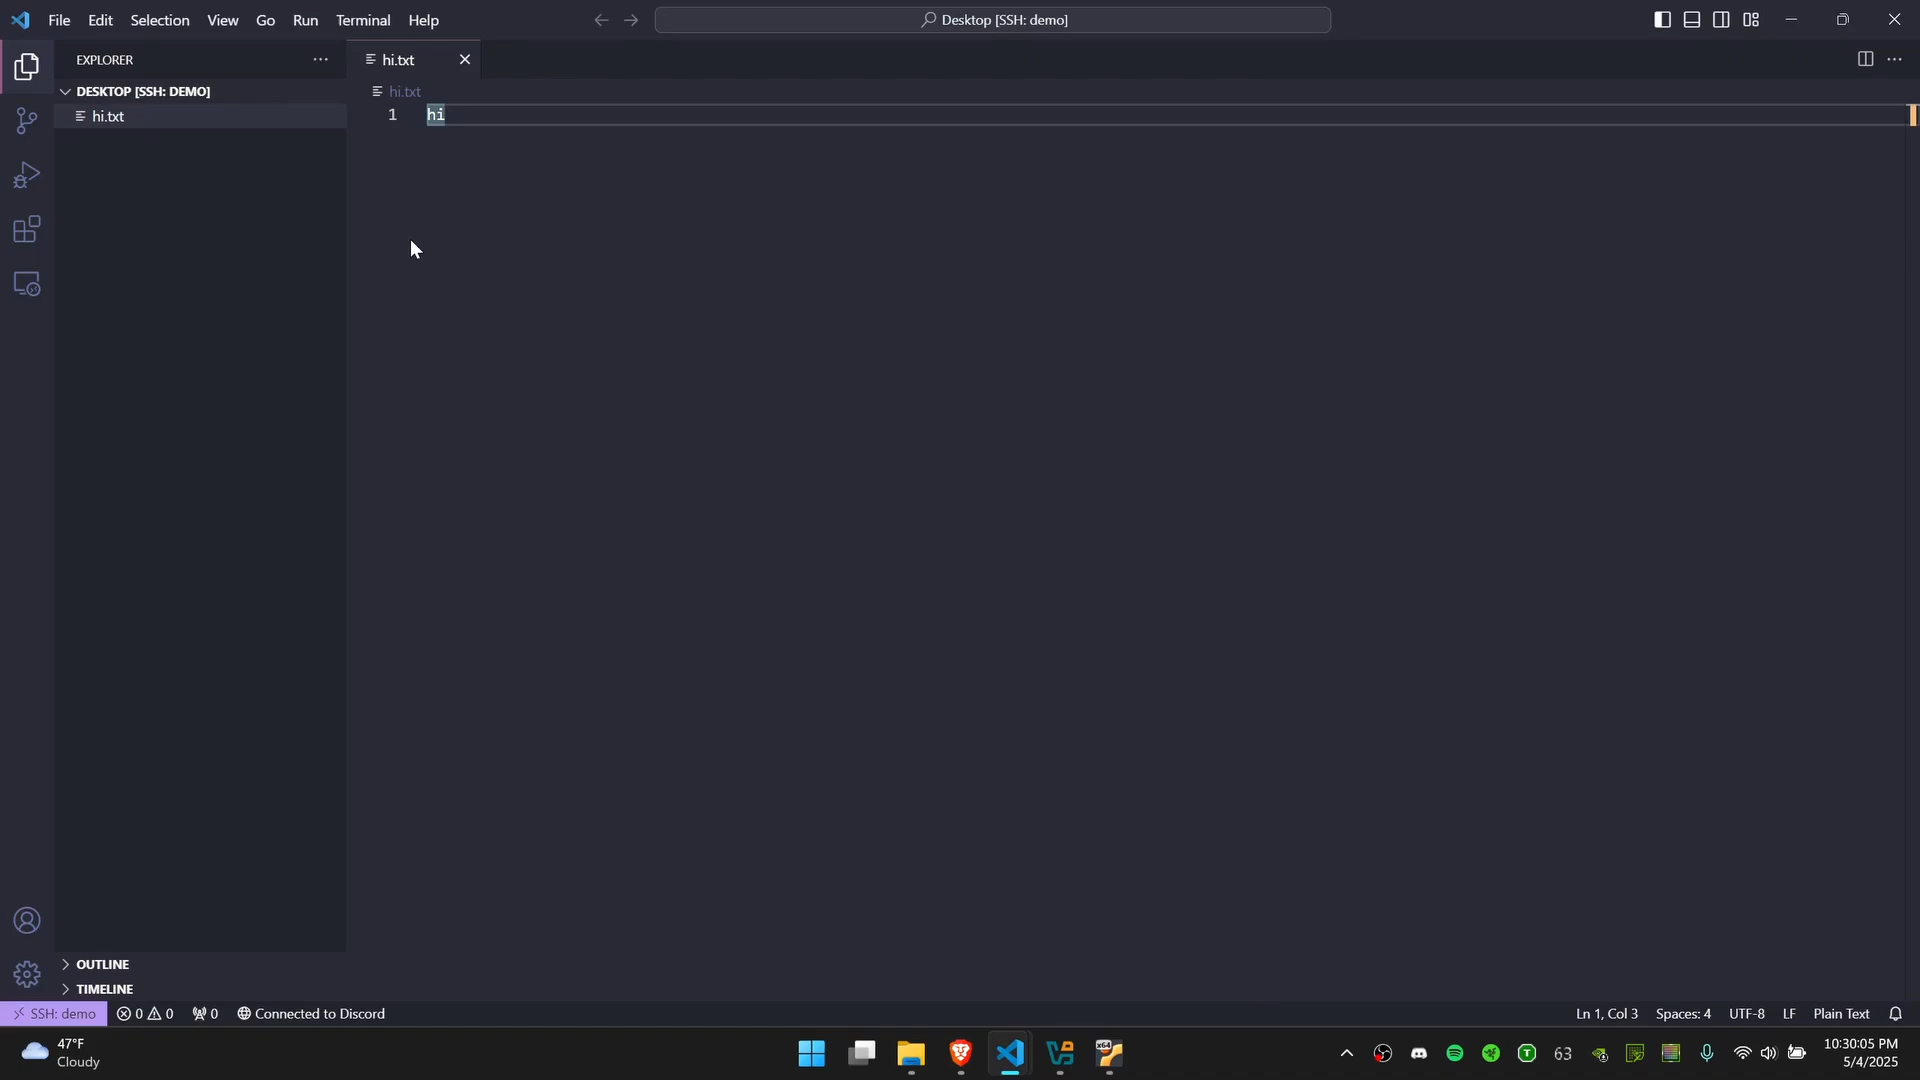 File Edit Selection View Go Run Terminal Help
Desktop [SSH: demo]
EXPLORER
hi.txt
DESKTOP [SSH: DEMO]
hi.txt
hi.txt
1 hi
OUTLINE
TIMELINE
SSH: demo 0 0 0 Connected to Discord
Ln 1, Col 3 Spaces: 4 UTF-8 LF Plain Text
47°F
Cloudy
x64
T
63
10:30:05 PM
5/4/2025